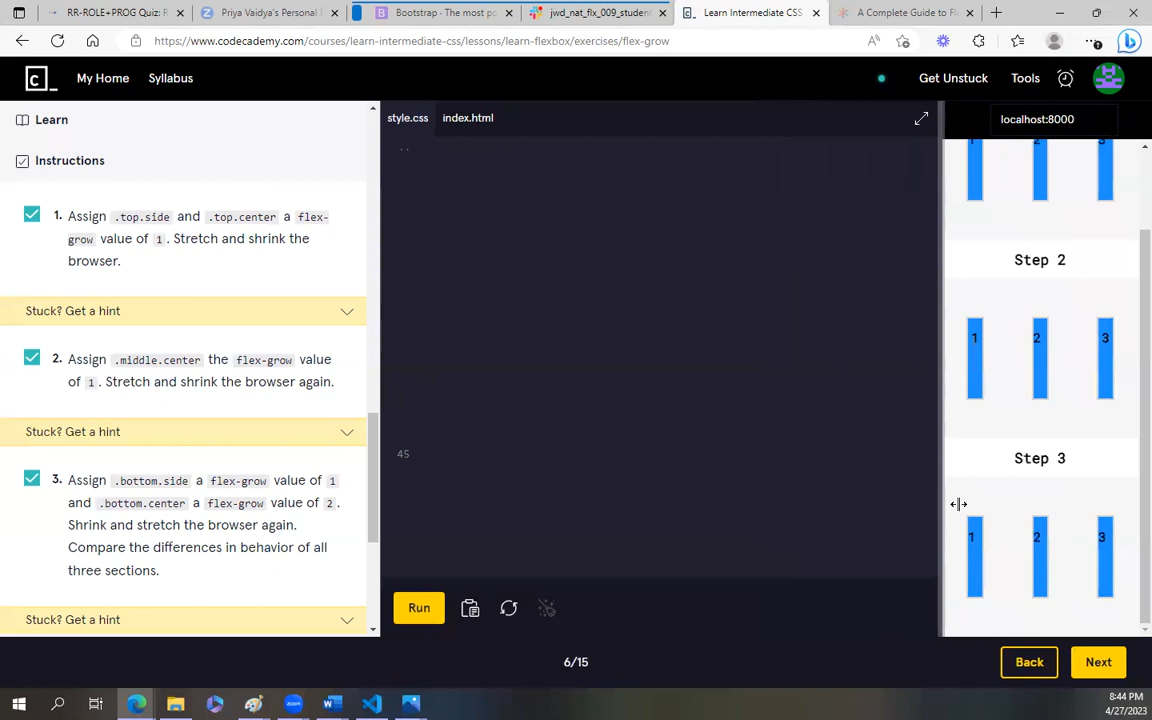 RR-ROLE+PROG Quiz: R
Priya Vaidya's Personal
Bootstrap - The most po
jwd_nat_flx_009_student
Learn Intermediate CSS
A Complete Guide to Fl
https://www.codecademy.com/courses/learn-intermediate-css/lessons/learn-flexbox/exercises/flex-grow
c_
My Home
Syllabus
Get Unstuck
Tools
Learn
style.css
index.html
localhost:8000
Instructions
1. Assign .top.side and .top.center a flex-
grow value of 1. Stretch and shrink the
browser.
Stuck? Get a hint
2. Assign .middle.center the flex-grow value
of 1. Stretch and shrink the browser again.
Stuck? Get a hint
3. Assign .bottom.side a flex-grow value of 1
and .bottom.center a flex-grow value of 2.
Shrink and stretch the browser again.
Compare the differences in behavior of all
three sections.
Stuck? Get a hint
45
Step 2
1 2 3
Step 3
1 2 3
Run
6/15
Back
Next
8:44 PM
4/27/2023